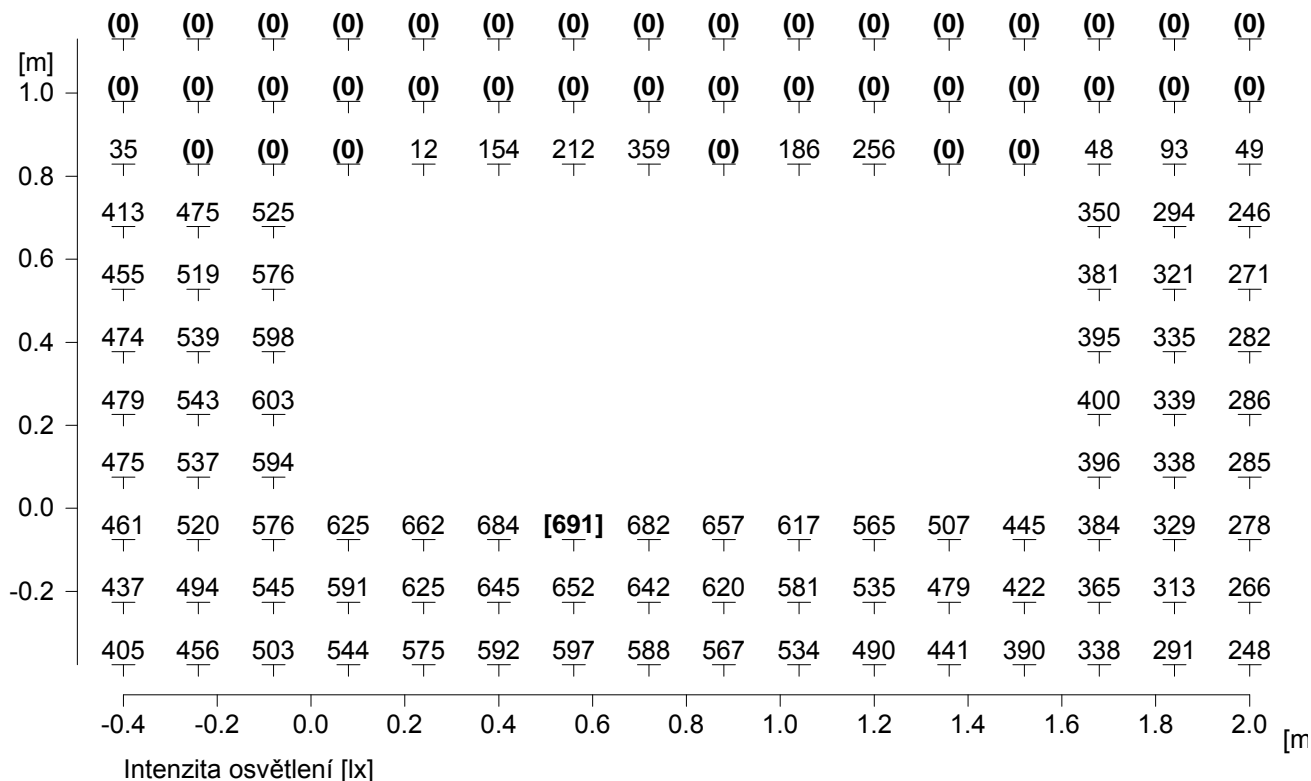 (0) (0) (0) (0) (0) (0) (0) (0) (0) (0) (0) (0) (0) (0) (0) (0)
[m]
1.0 (0) (0) (0) (0) (0) (0) (0) (0) (0) (0) (0) (0) (0) (0) (0) (0)
35 (0) (0) (0) 12 154 212 359 (0) 186 256 (0) (0) 48 93 49
0.8
413 475 525 350 294 246
0.6
455 519 576 381 321 271
0.4 474 539 598 395 335 282
479 543 603 400 339 286
0.2
475 537 594 396 338 285
0.0
461 520 576 625 662 684 [691] 682 657 617 565 507 445 384 329 278
-0.2 437 494 545 591 625 645 652 642 620 581 535 479 422 365 313 266
405 456 503 544 575 592 597 588 567 534 490 441 390 338 291 248
-0.4 -0.2 0.0 0.2 0.4 0.6 0.8 1.0 1.2 1.4 1.6 1.8 2.0
[m
Intenzita osvětlení [lx]